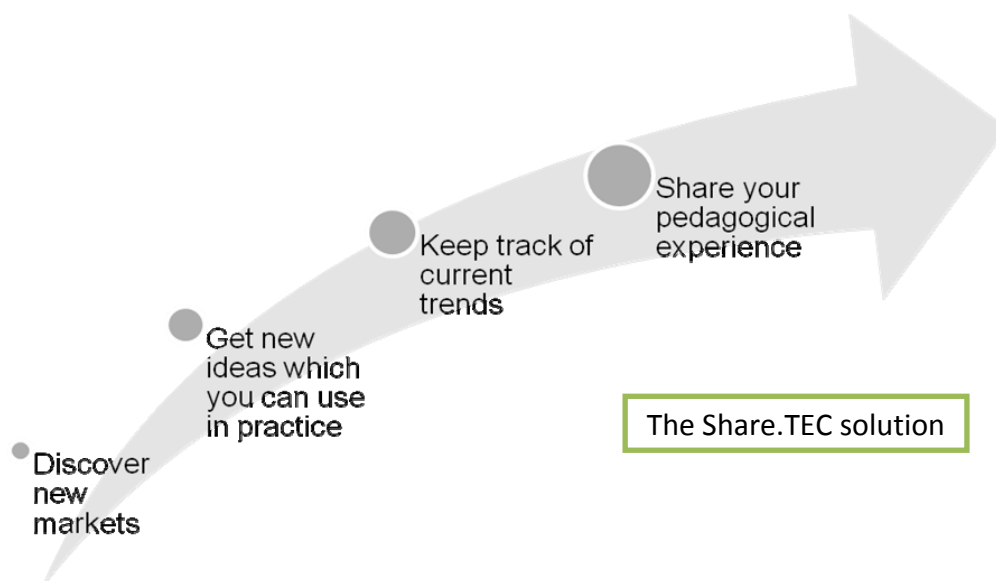 Share your
pedagogical
experience
Keep track of
current
trends
Get new
ideas which
you can use
in practice
The Share.TEC solution
Discover
new
markets